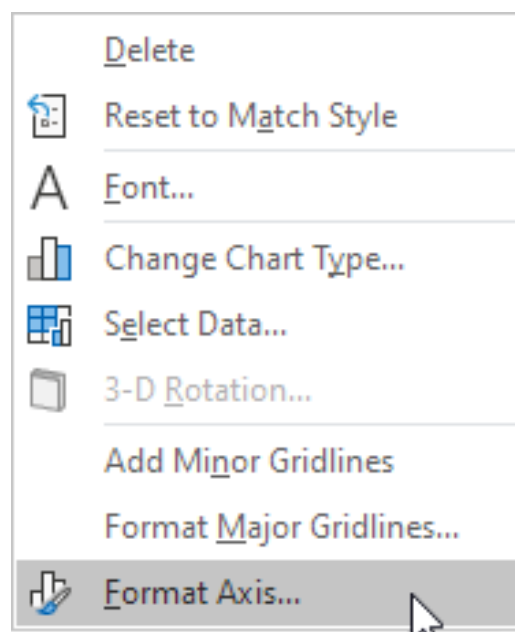 Delete
Reset to Match Style
Font...
Change Chart Type...
Select Data...
3-D Rotation...
Add Minor Gridlines
Format Major Gridlines...
Format Axis...